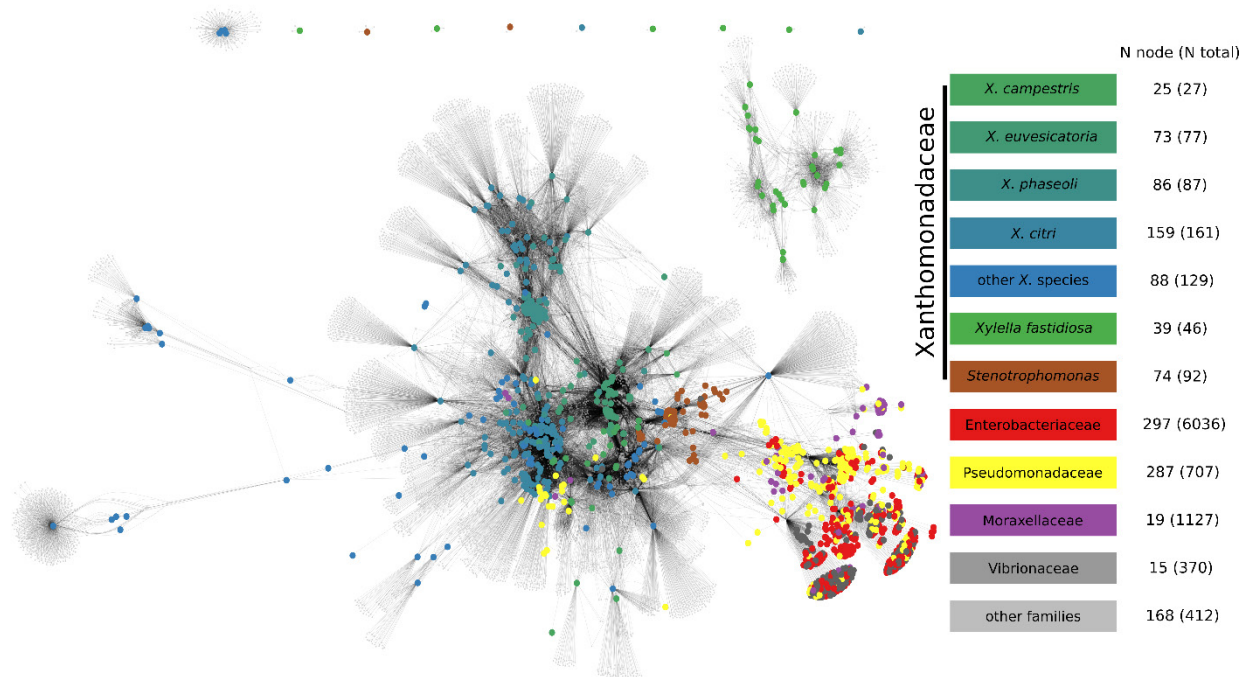 N node (N total)
Xanthomonadaceae
X. campestris 25 (27)
X. euvesicatoria 73 (77)
X. phaseoli 86 (87)
X. citri 159 (161)
other X. species 88 (129)
Xylella fastidiosa 39 (46)
Stenotrophomonas 74 (92)
Enterobacteriaceae 297 (6036)
Pseudomonadaceae 287 (707)
Moraxellaceae 19 (1127)
Vibrionaceae 15 (370)
other families 168 (412)